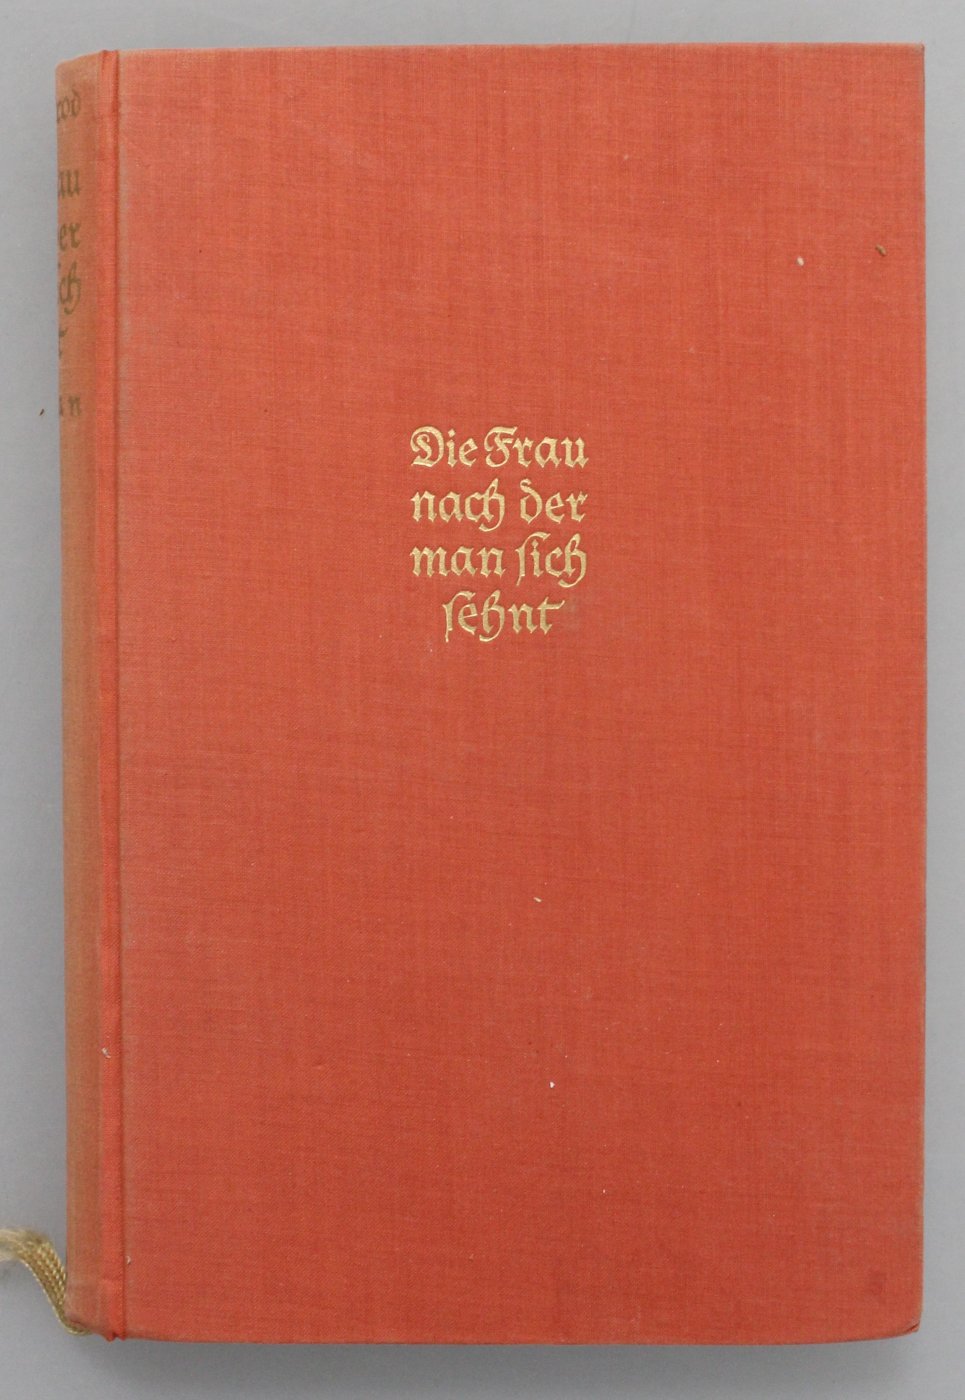 Die Frau
nach der
man ſich
ſehnt